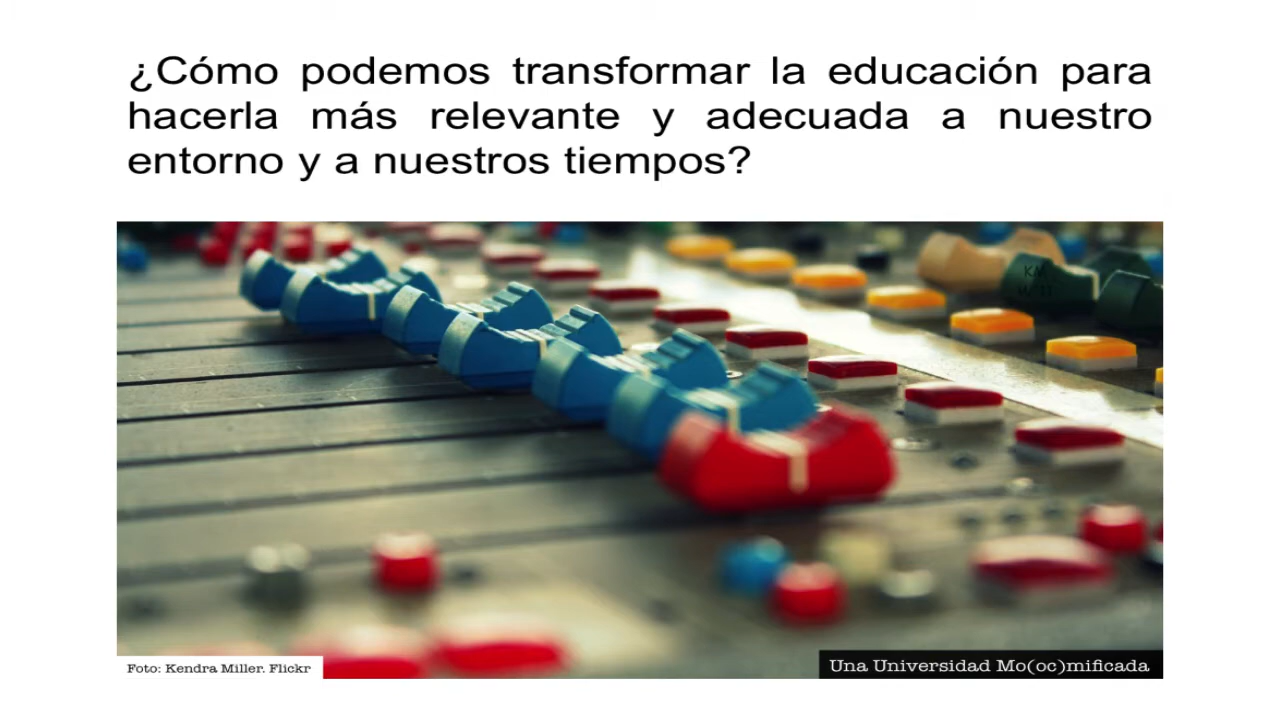 ¿Cómo podemos transformar la educación para
hacerla más relevante y adecuada a nuestro
entorno y a nuestros tiempos?
KM
Foto: Kendra Miller. Flickr
Una Universidad Mo(oc)mificada